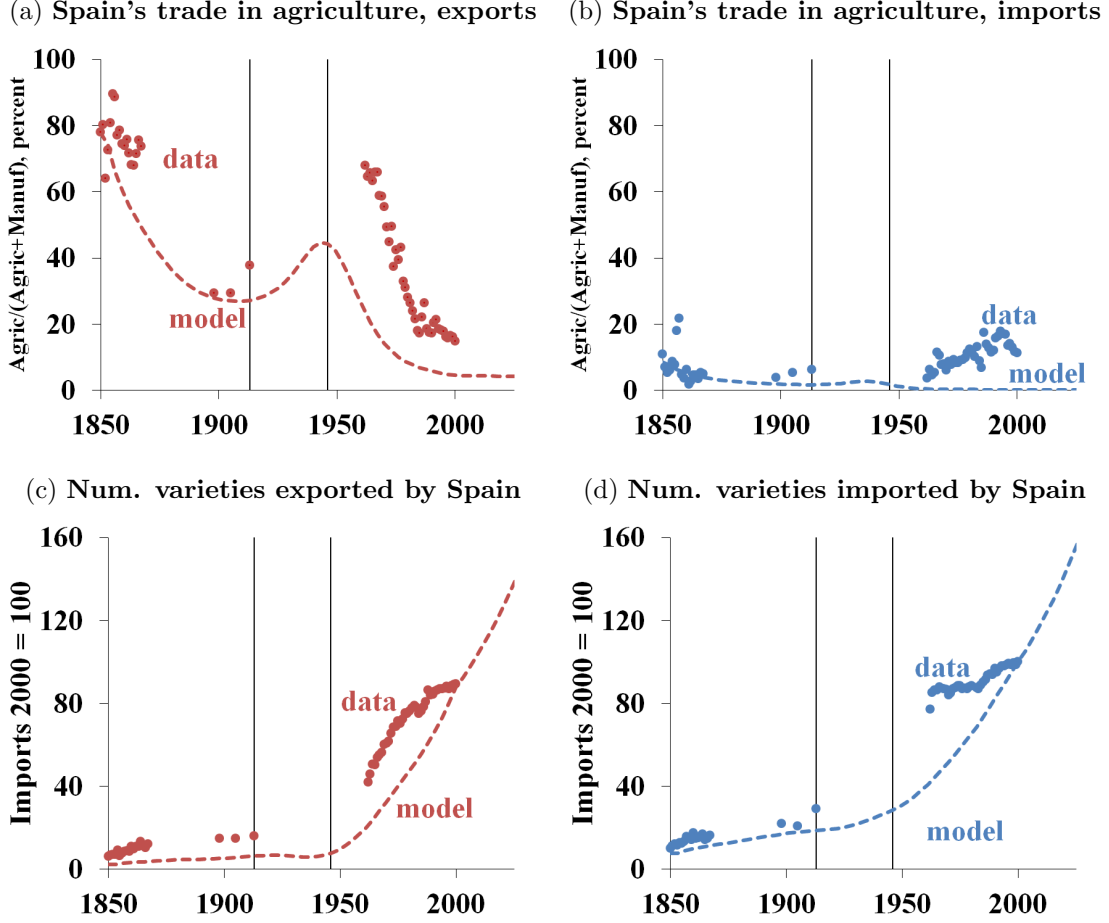 (a) Spain's trade in agriculture, exports
Agric/(Agric+Manuf), percent
100
80
60
40
20
0
data
model
1850 1900 1950 2000
(b) Spain's trade in agriculture, imports
Agric/(Agric+Manuf), percent
100
80
60
40
20
0
data
model
1850 1900 1950 2000
(c) Num. varieties exported by Spain
Imports 2000 = 100
160
120
80
40
0
data
model
1850 1900 1950 2000
(d) Num. varieties imported by Spain
Imports 2000 = 100
160
120
80
40
0
data
model
1850 1900 1950 2000